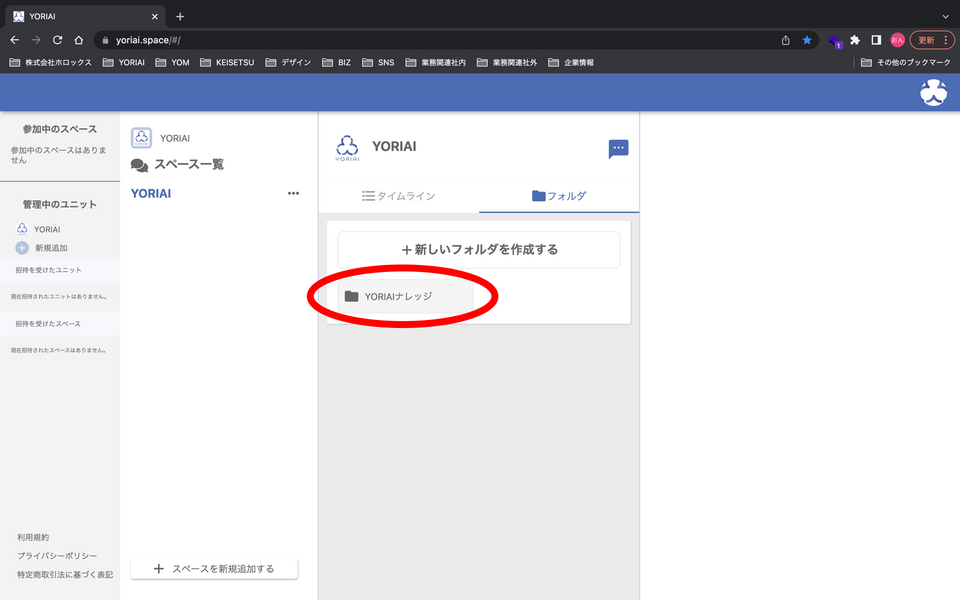 YORIAI
yoriai.space/#/
1
おん
更新
株式会社ホロックス
YORIAI
YOM
KEISETSU
デザイン
BIZ
SNS
業務関連社内
業務関連社外
企業情報
その他のブックマーク
参加中のスペース
参加中のスペースはありま
せん
管理中のユニット
YORIAI
新規追加
招待を受けたユニット
現在招待されたユニットはありません。
招待を受けたスペース
現在招待されたスペースはありません。
利用規約
プライバシーポリシー
特定商取引法に基づく表記
YORIAI
スペース一覧
YORIAI
スペースを新規追加する
YORIAI
YORIAI
タイムライン
フォルダ
新しいフォルダを作成する
YORIAIナレッジ